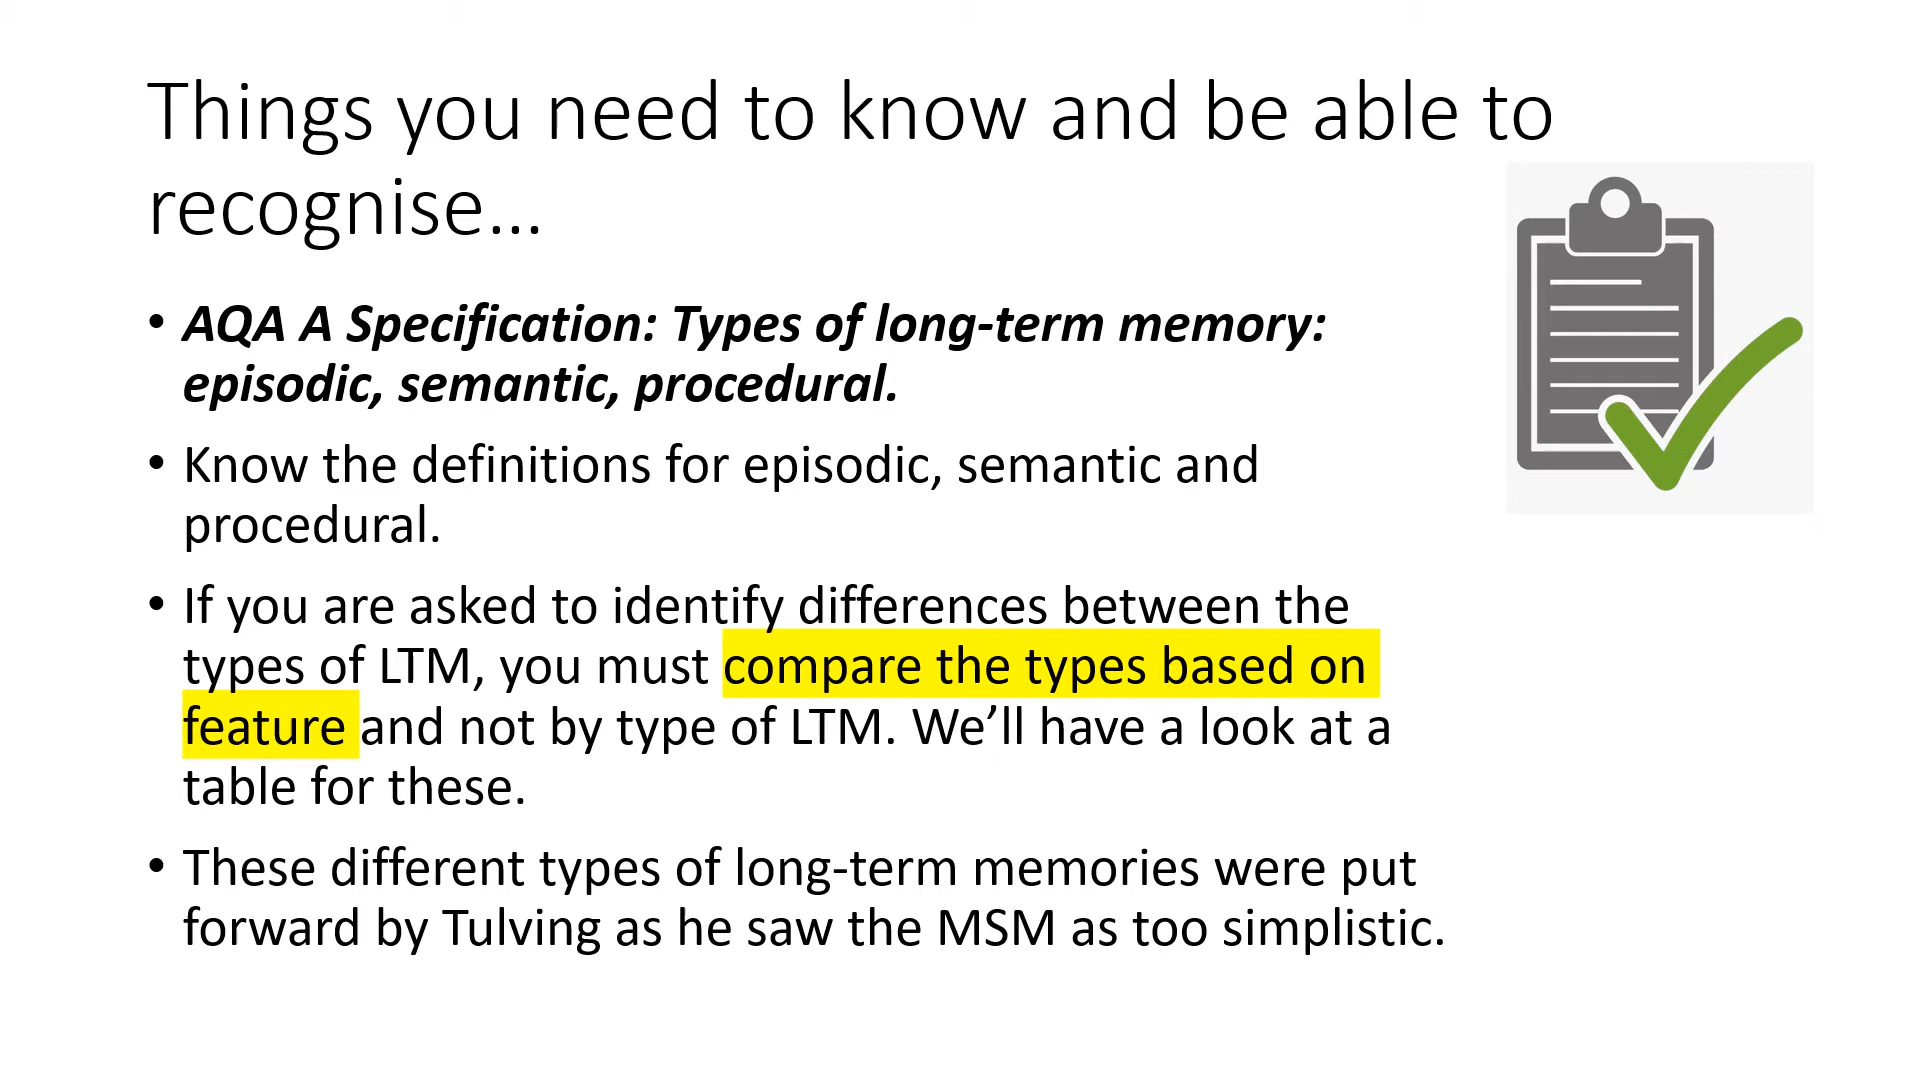 Things you need to know and be able to
recognise…
• AQA A Specification: Types of long-term memory:
episodic, semantic, procedural.
• Know the definitions for episodic, semantic and
procedural.
• If you are asked to identify differences between the
types of LTM, you must compare the types based on
feature and not by type of LTM. We’ll have a look at a
table for these.
• These different types of long-term memories were put
forward by Tulving as he saw the MSM as too simplistic.